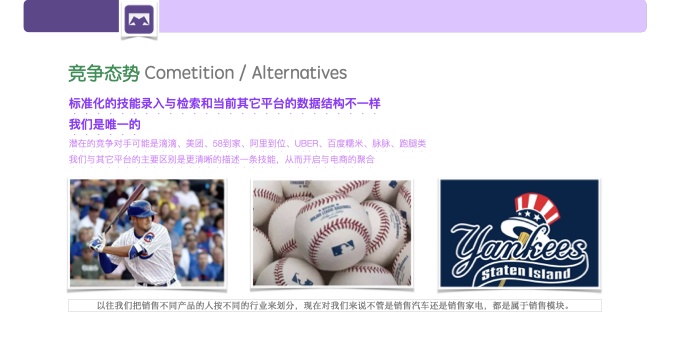 竞争态势 Cometition / Alternatives
标准化的技能录入与检索和当前其它平台的数据结构不一样
我们是唯一的
潜在的竞争对手可能是滴滴、美团、58到家、阿里到位、UBER、百度糯米、脉脉、跑腿类
我们与其它平台的主要区别是更清晰的描述一条技能，从而开启与电商的聚合
Yankees
Staten Island
以往我们把销售不同产品的人按不同的行业来划分，现在对我们来说不管是销售汽车还是销售家电，都是属于销售模块。